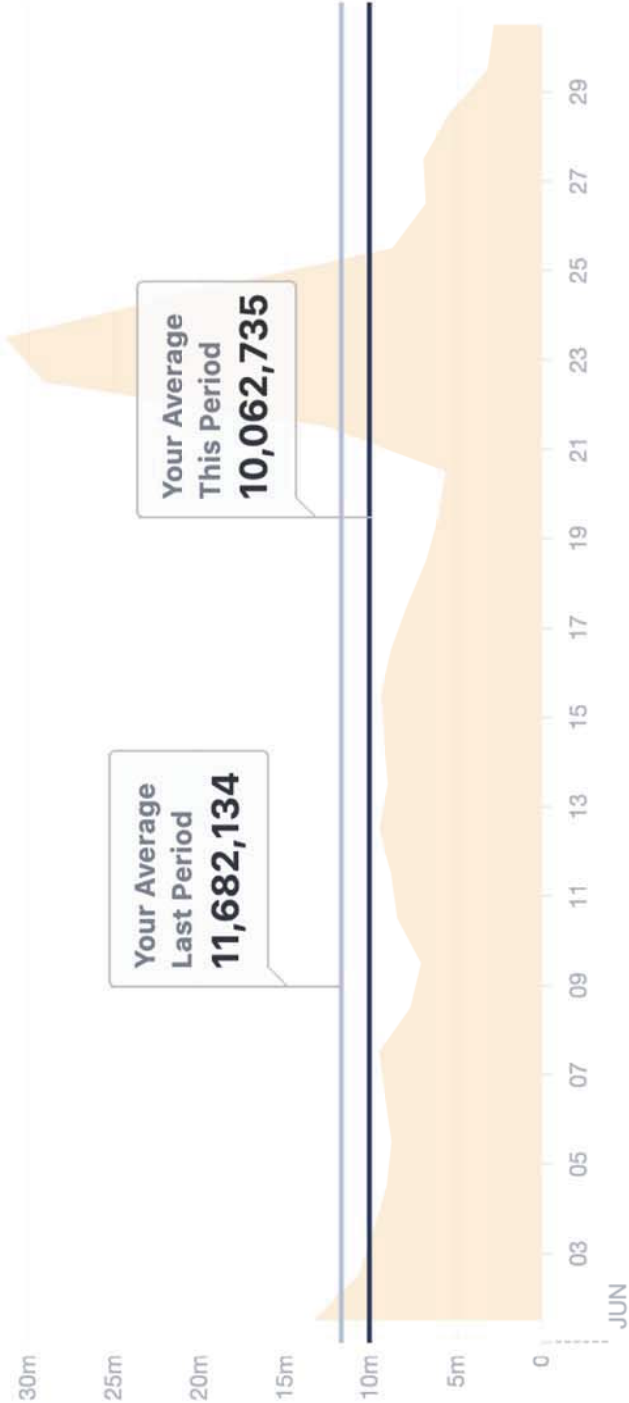 30m
25m
20m
15m
10m
5m
0
Your Average
Last Period
11,682,134
Your Average
This Period
10,062,735
03 05 07 09 11 13 15 17 19 21 23 25 27 29
JUN